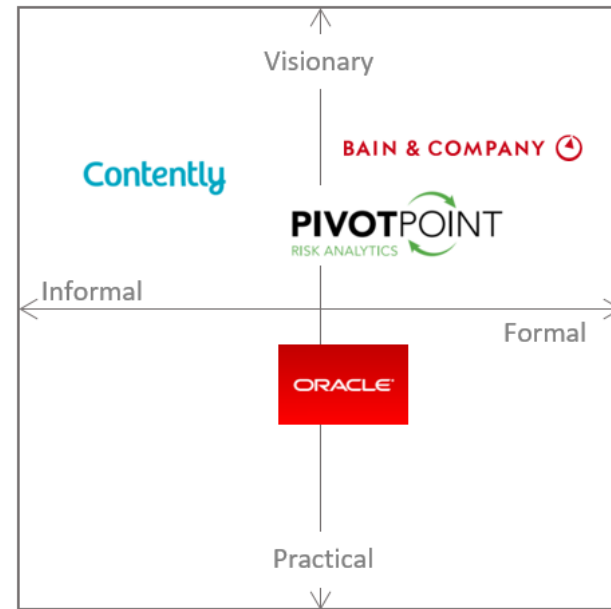 Visionary
BAIN & COMPANY
Contently
PIVOTPOINT
RISK ANALYTICS
Informal
Formal
ORACLE
Practical